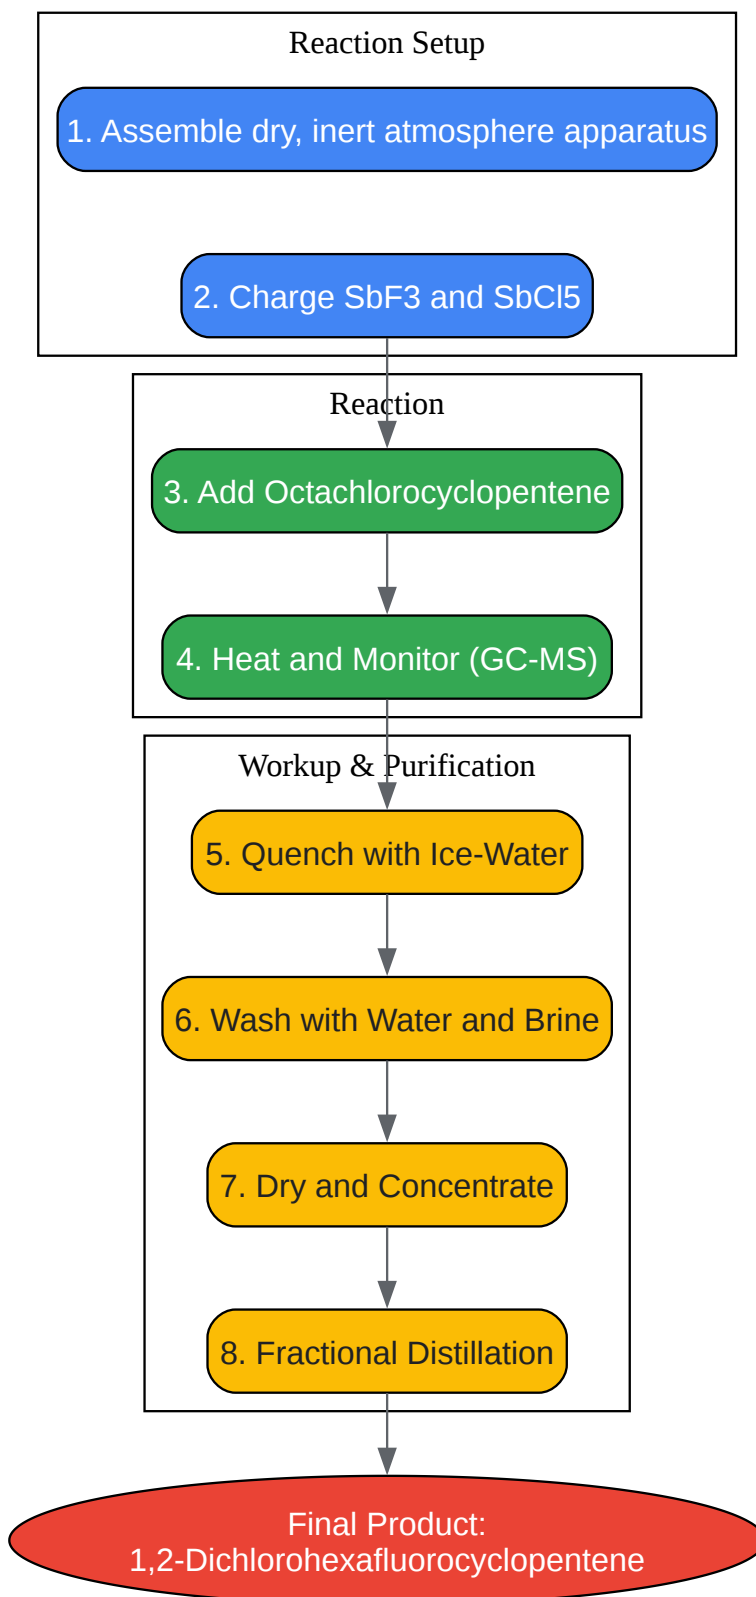 Reaction Setup
1. Assemble dry, inert atmosphere apparatus
2. Charge SbF3 and SbCl5
Reaction
3. Add Octachlorocyclopentene
4. Heat and Monitor (GC-MS)
Workup & Purification
5. Quench with Ice-Water
6. Wash with Water and Brine
7. Dry and Concentrate
8. Fractional Distillation
Final Product:
1,2-Dichlorohexafluorocyclopentene